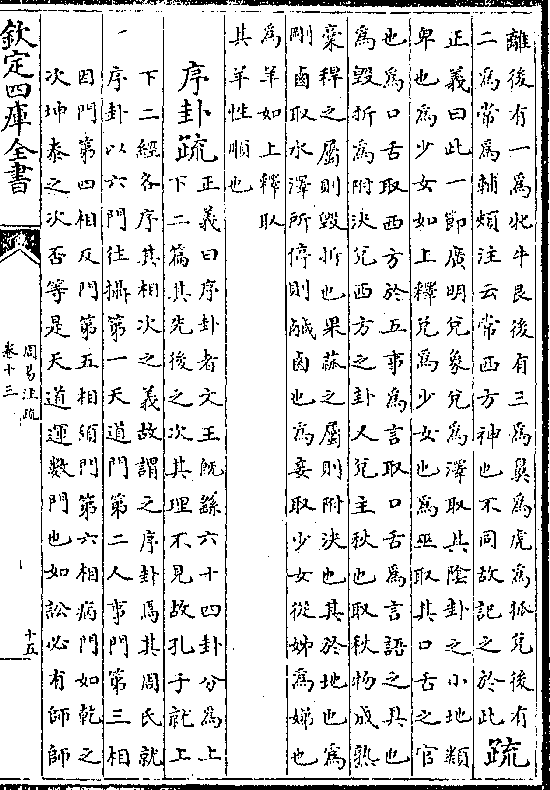 離後有一為牝牛艮後有三為鼻為虎為狐兌後有
二為常為輔頰注云常西方神也不同故記之於此
疏
正義曰此一節廣明兌象兌為澤取其陰卦之小地類
卑也為少女如上釋兌為少女也為巫取其口舌之官
也為口舌取西方於五事為言取口舌為言語之具也
為毀折為附決兌西方之卦又兌主秋也取秋物成熟
稾稈之屬則毀折也果蓏之屬則附決也其於地也為
剛鹵取水澤所停則鹹鹵也為妾取少女從姊為娣也
為羊如上釋取
其羊性順也
序卦疏
正義曰序卦者文王既繇六十四卦分為上
下二篇其先後之次其理不見故孔子就上
下二經各序其相次之義故謂之序卦焉其周氏就
序卦以六門往攝第一天道門第二人事門第三相
因門第四相反門第五相須門第六相病門如乾之
次坤泰之次否等是天道運數門也如訟必有師師
欽定四庫全書
周易注疏
卷十三
十五